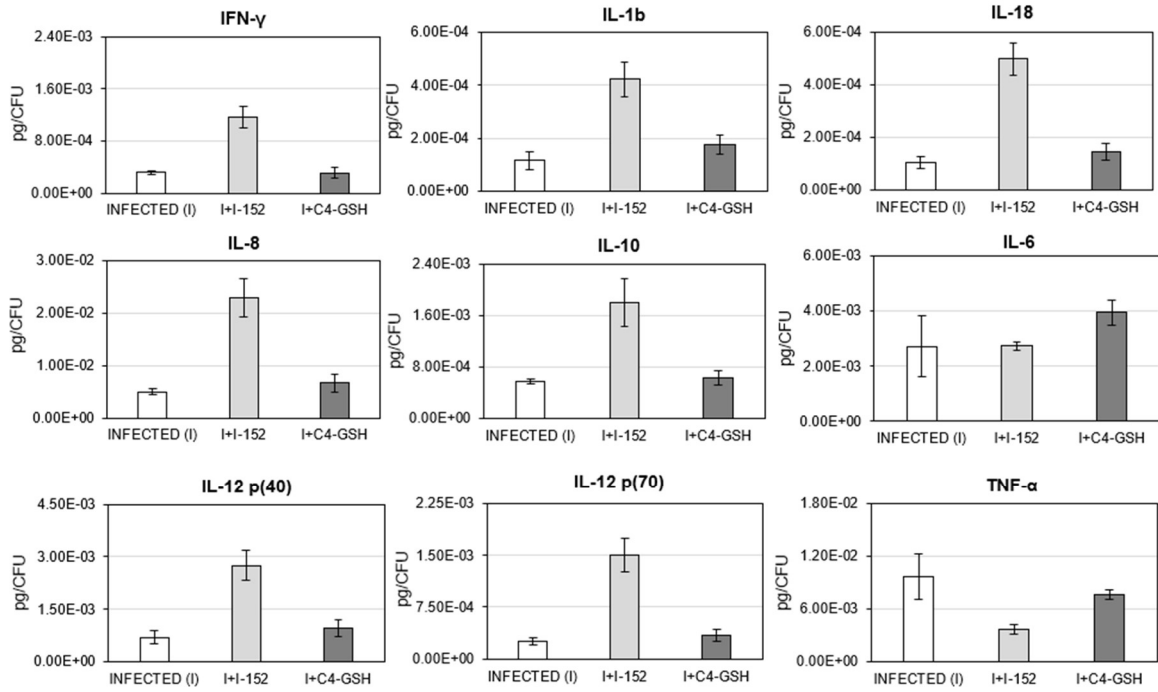 IFN-γ
2.40E-03
1.60E-03
8.00E-04
0.00E+00
pg/CFU
INFECTED (I) I+I-152 I+C4-GSH
IL-1b
6.00E-04
4.00E-04
2.00E-04
0.00E+00
pg/CFU
INFECTED (I) I+I-152 I+C4-GSH
IL-18
6.00E-04
4.00E-04
2.00E-04
0.00E+00
pg/CFU
INFECTED (I) I+I-152 I+C4-GSH
IL-8
3.00E-02
2.00E-02
1.00E-02
0.00E+00
pg/CFU
INFECTED (I) I+I-152 I+C4-GSH
IL-10
2.40E-03
1.60E-03
8.00E-04
0.00E+00
pg/CFU
INFECTED (I) I+I-152 I+C4-GSH
IL-6
6.00E-03
4.00E-03
2.00E-03
0.00E+00
pg/CFU
INFECTED (I) I+I-152 I+C4-GSH
IL-12 p(40)
4.50E-03
3.00E-03
1.50E-03
0.00E+00
pg/CFU
INFECTED (I) I+I-152 I+C4-GSH
IL-12 p(70)
2.25E-03
1.50E-03
7.50E-04
0.00E+00
pg/CFU
INFECTED (I) I+I-152 I+C4-GSH
TNF-α
1.80E-02
1.20E-02
6.00E-03
0.00E+00
pg/CFU
INFECTED (I) I+I-152 I+C4-GSH